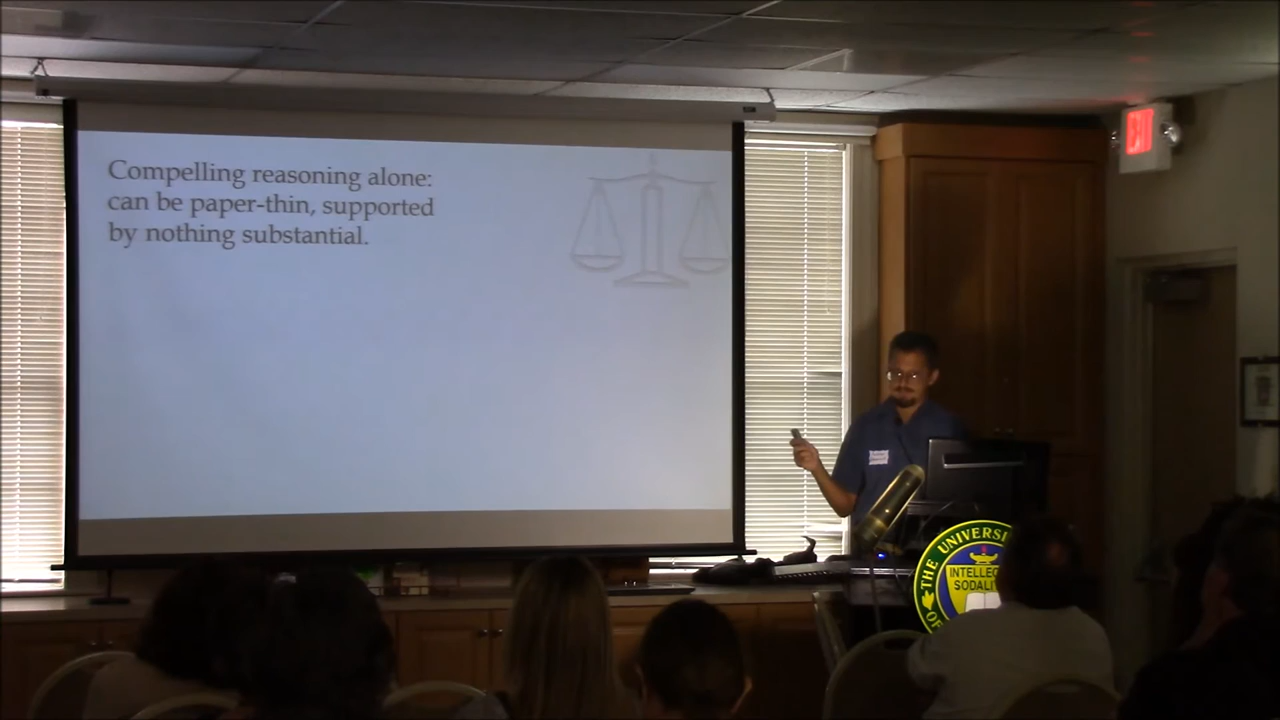 Compelling reasoning alone:
can be paper-thin, supported
by nothing substantial.
EXIT
THE UNIVERSI
INTELLEC
SODALI